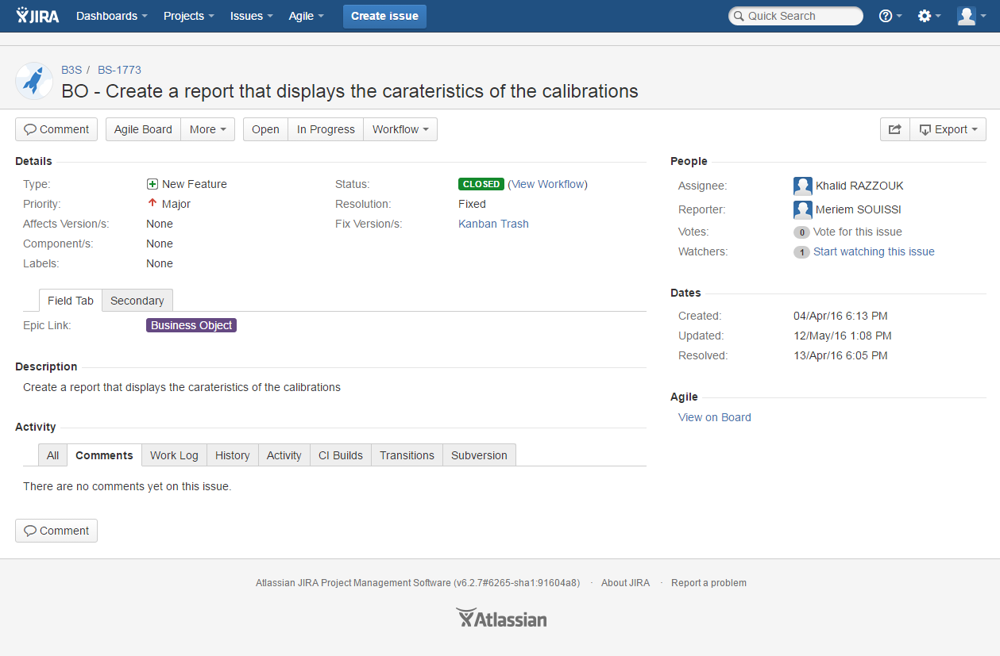 JIRA Dashboards Projects Issues Agile Create issue Quick Search
B3S / BS-1773
BO - Create a report that displays the carateristics of the calibrations
Comment Agile Board More Open In Progress Workflow Export
Details
Type: New Feature
Status: CLOSED (View Workflow)
Priority: Major
Resolution: Fixed
Affects Version/s: None
Fix Version/s: Kanban Trash
Component/s: None
Labels: None
Field Tab Secondary
Epic Link: Business Object
Description
Create a report that displays the carateristics of the calibrations
Activity
All Comments Work Log History Activity CI Builds Transitions Subversion
There are no comments yet on this issue.
Comment
People
Assignee: Khalid RAZZOUK
Reporter: Meriem SOUISSI
Votes: 0 Vote for this issue
Watchers: 1 Start watching this issue
Dates
Created: 04/Apr/16 6:13 PM
Updated: 12/May/16 1:08 PM
Resolved: 13/Apr/16 6:05 PM
Agile
View on Board
Atlassian JIRA Project Management Software (v6.2.7#6265-sha1:91604a8) · About JIRA · Report a problem
Atlassian